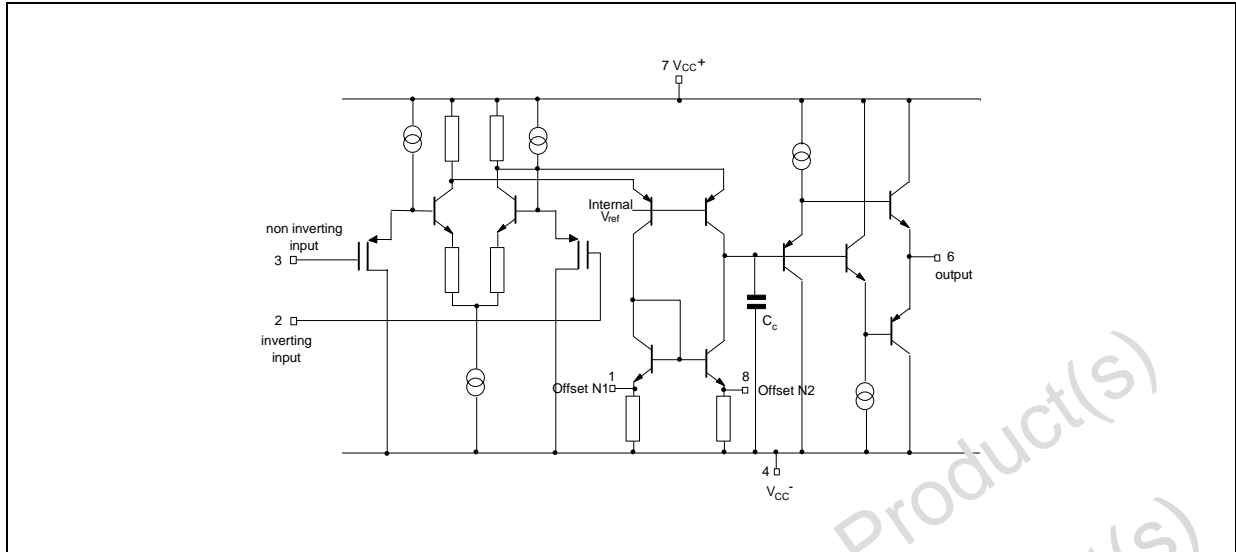 7 VCC+
Internal
Vref
non inverting
input
3
6
output
2
inverting
input
Cc
1
Offset N1
8
Offset N2
4
VCC-
Product(s)